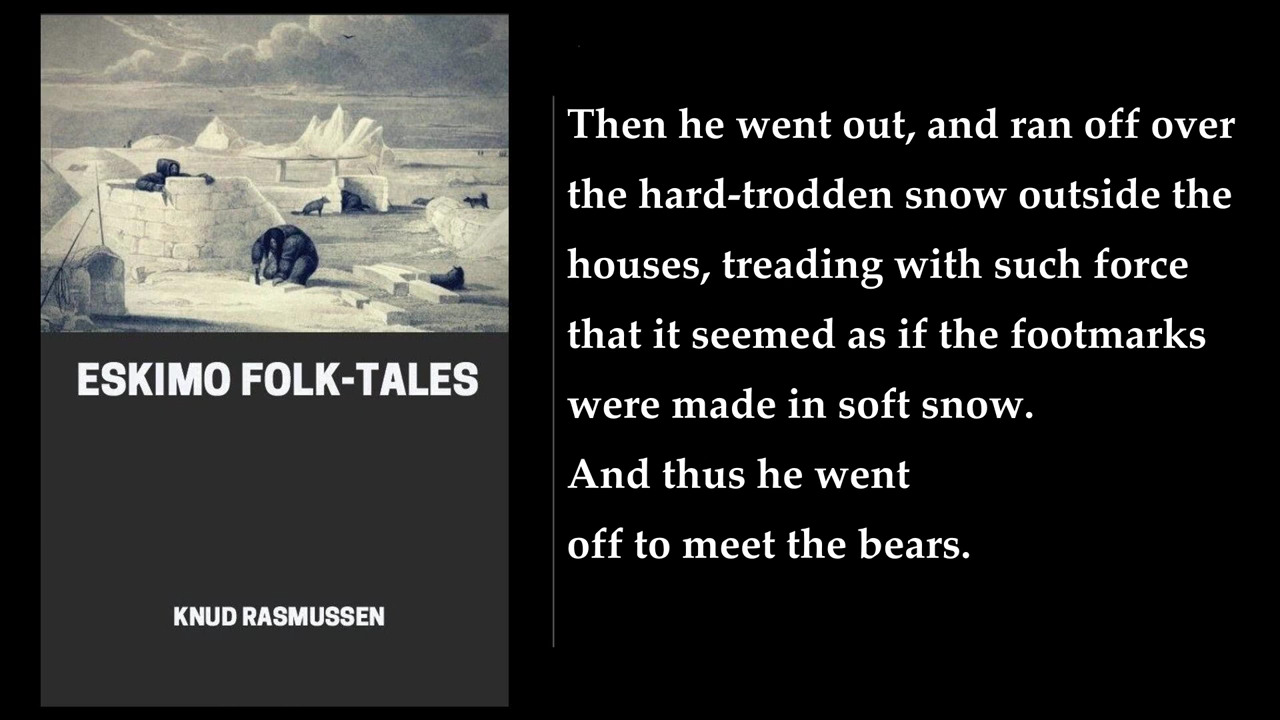 ESKIMO FOLK-TALES
KNUD RASMUSSEN
Then he went out, and ran off over
the hard-trodden snow outside the
houses, treading with such force
that it seemed as if the footmarks
were made in soft snow.
And thus he went
off to meet the bears.